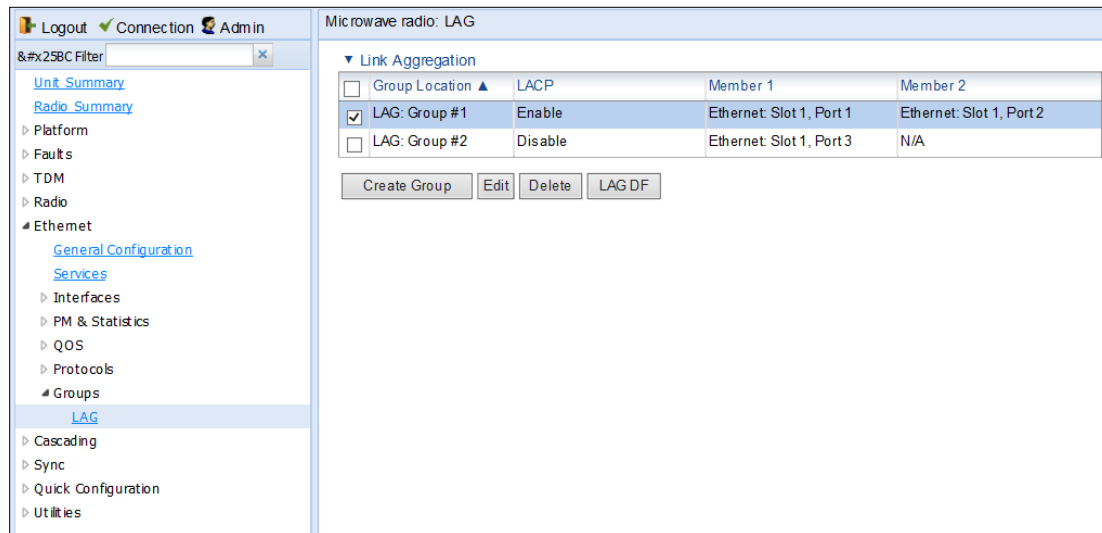 Logout Connection Admin
&#x25BC Filter
Unit Summary
Radio Summary
Platform
Faults
TDM
Radio
Ethernet
General Configuration
Services
Interfaces
PM & Statistics
QOS
Protocols
Groups
LAG
Cascading
Sync
Quick Configuration
Utilities
Microwave radio: LAG
▼ Link Aggregation
Group Location ▲ LACP Member 1 Member 2
LAG: Group #1 Enable Ethernet: Slot 1, Port 1 Ethernet: Slot 1, Port 2
LAG: Group #2 Disable Ethernet: Slot 1, Port 3 N/A
Create Group Edit Delete LAG DF